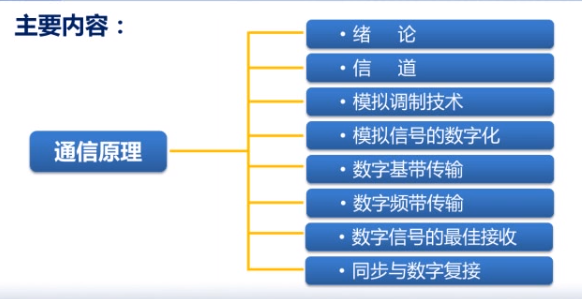 主要内容：
通信原理
·绪 论
·信 道
·模拟调制技术
·模拟信号的数字化
·数字基带传输
·数字频带传输
·数字信号的最佳接收
·同步与数字复接